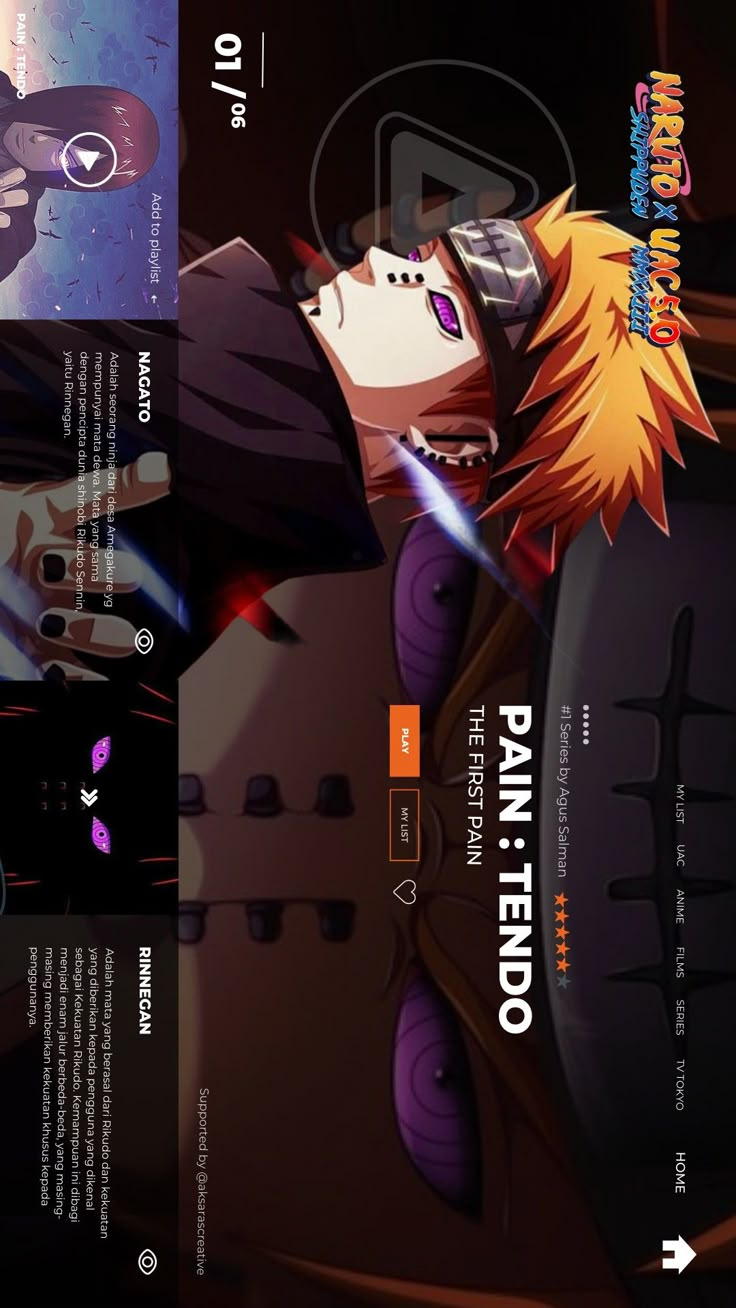 NARUTO X UAC 5.0
SHIPPUDEN MMXXIII
MY LIST UAC ANIME FILMS SERIES TV TOKYO HOME
#1 Series by Agus Salman
PAIN : TENDO
THE FIRST PAIN
PLAY MY LIST
01 / 06
Supported by @aksarascreative
Add to playlist
PAIN : TENDO
NAGATO
Adalah seorang ninja dari desa Amegakure yg
mempunyai mata dewa. Mata yang sama
dengan pencipta dunia shinobi Rikudo Sennin,
yaitu Rinnegan.
RINNEGAN
Adalah mata yang berasal dari Rikudo dan kekuatan
yang diberikan kepada pengguna yang dikenal
sebagai Kekuatan Rikudo. Kemampuan ini dibagi
menjadi enam jalur berbeda-beda, yang masing-
masing memberikan kekuatan khusus kepada
penggunanya.